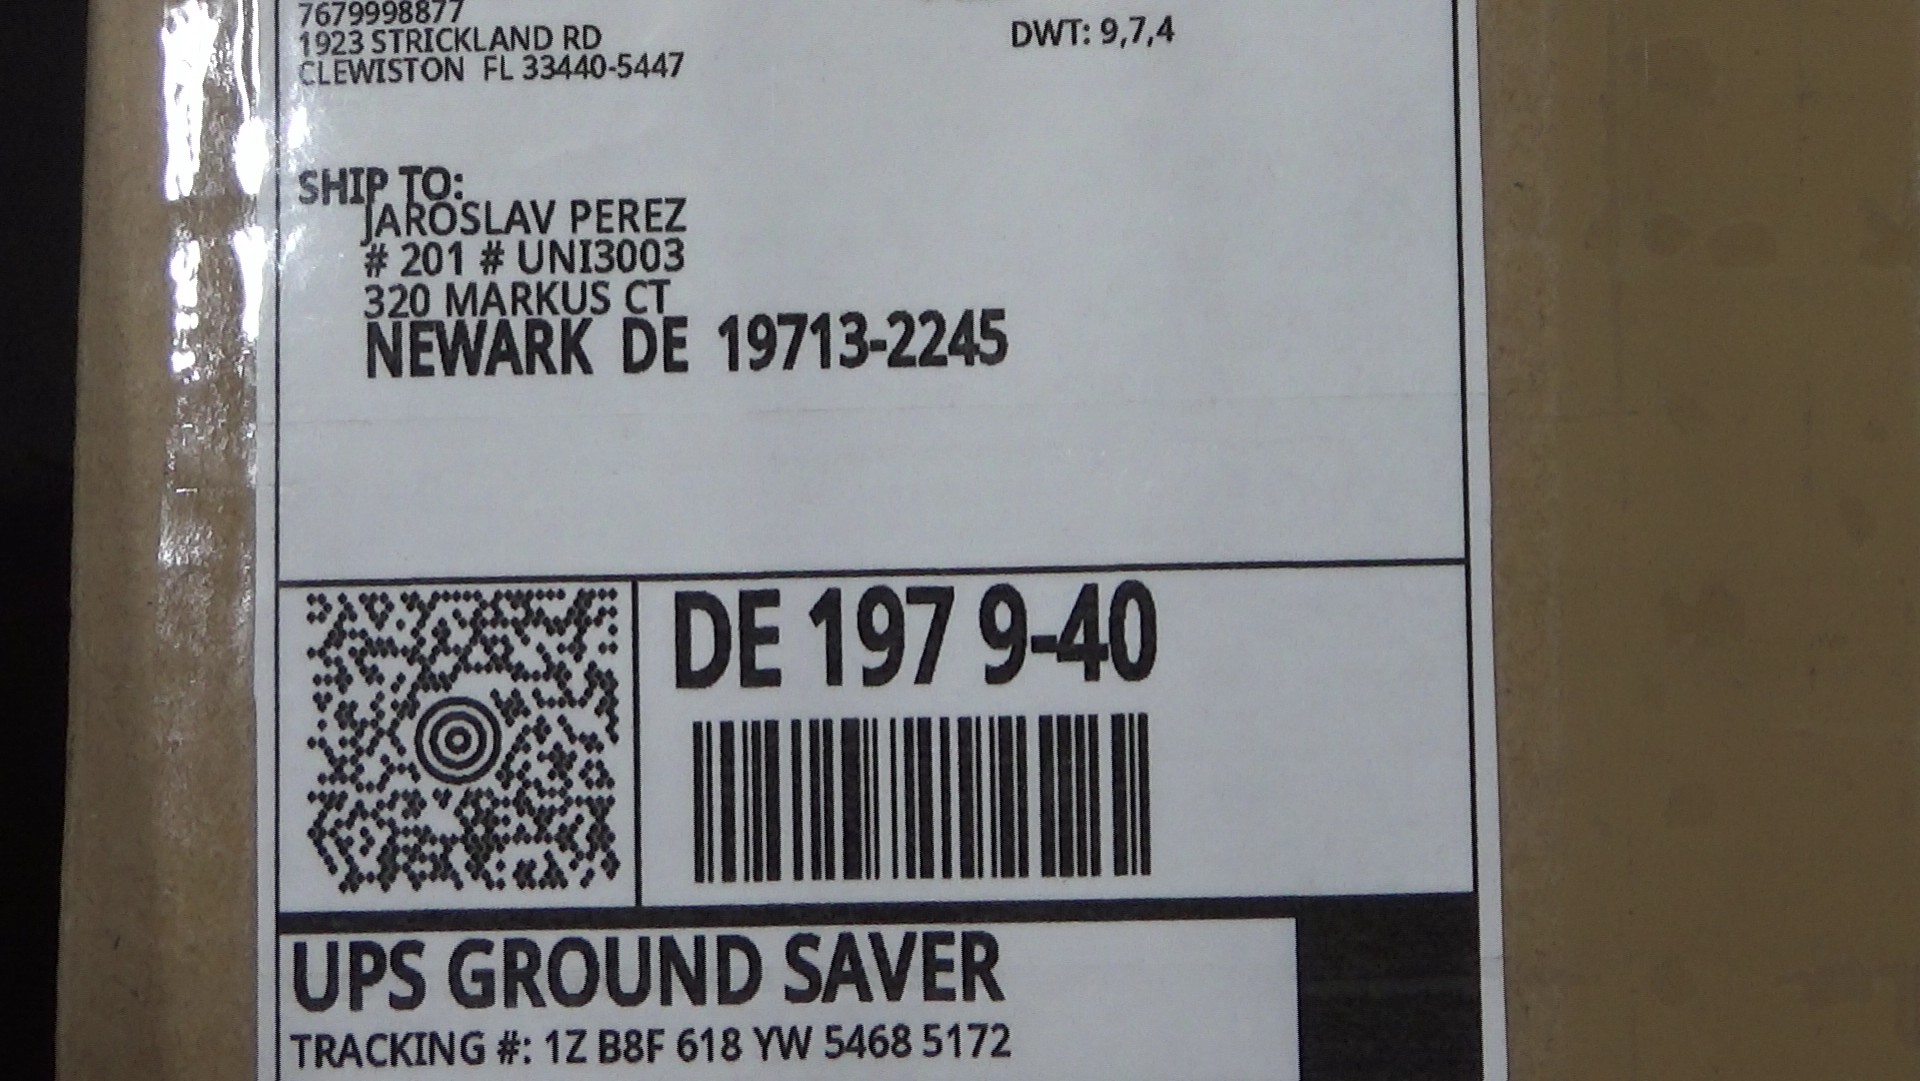 7679998877
1923 STRICKLAND RD
CLEWISTON FL 33440-5447
DWT: 9,7,4
SHIP TO:
JAROSLAV PEREZ
# 201 # UNI3003
320 MARKUS CT
NEWARK DE 19713-2245
DE 197 9-40
UPS GROUND SAVER
TRACKING #: 1Z B8F 618 YW 5468 5172